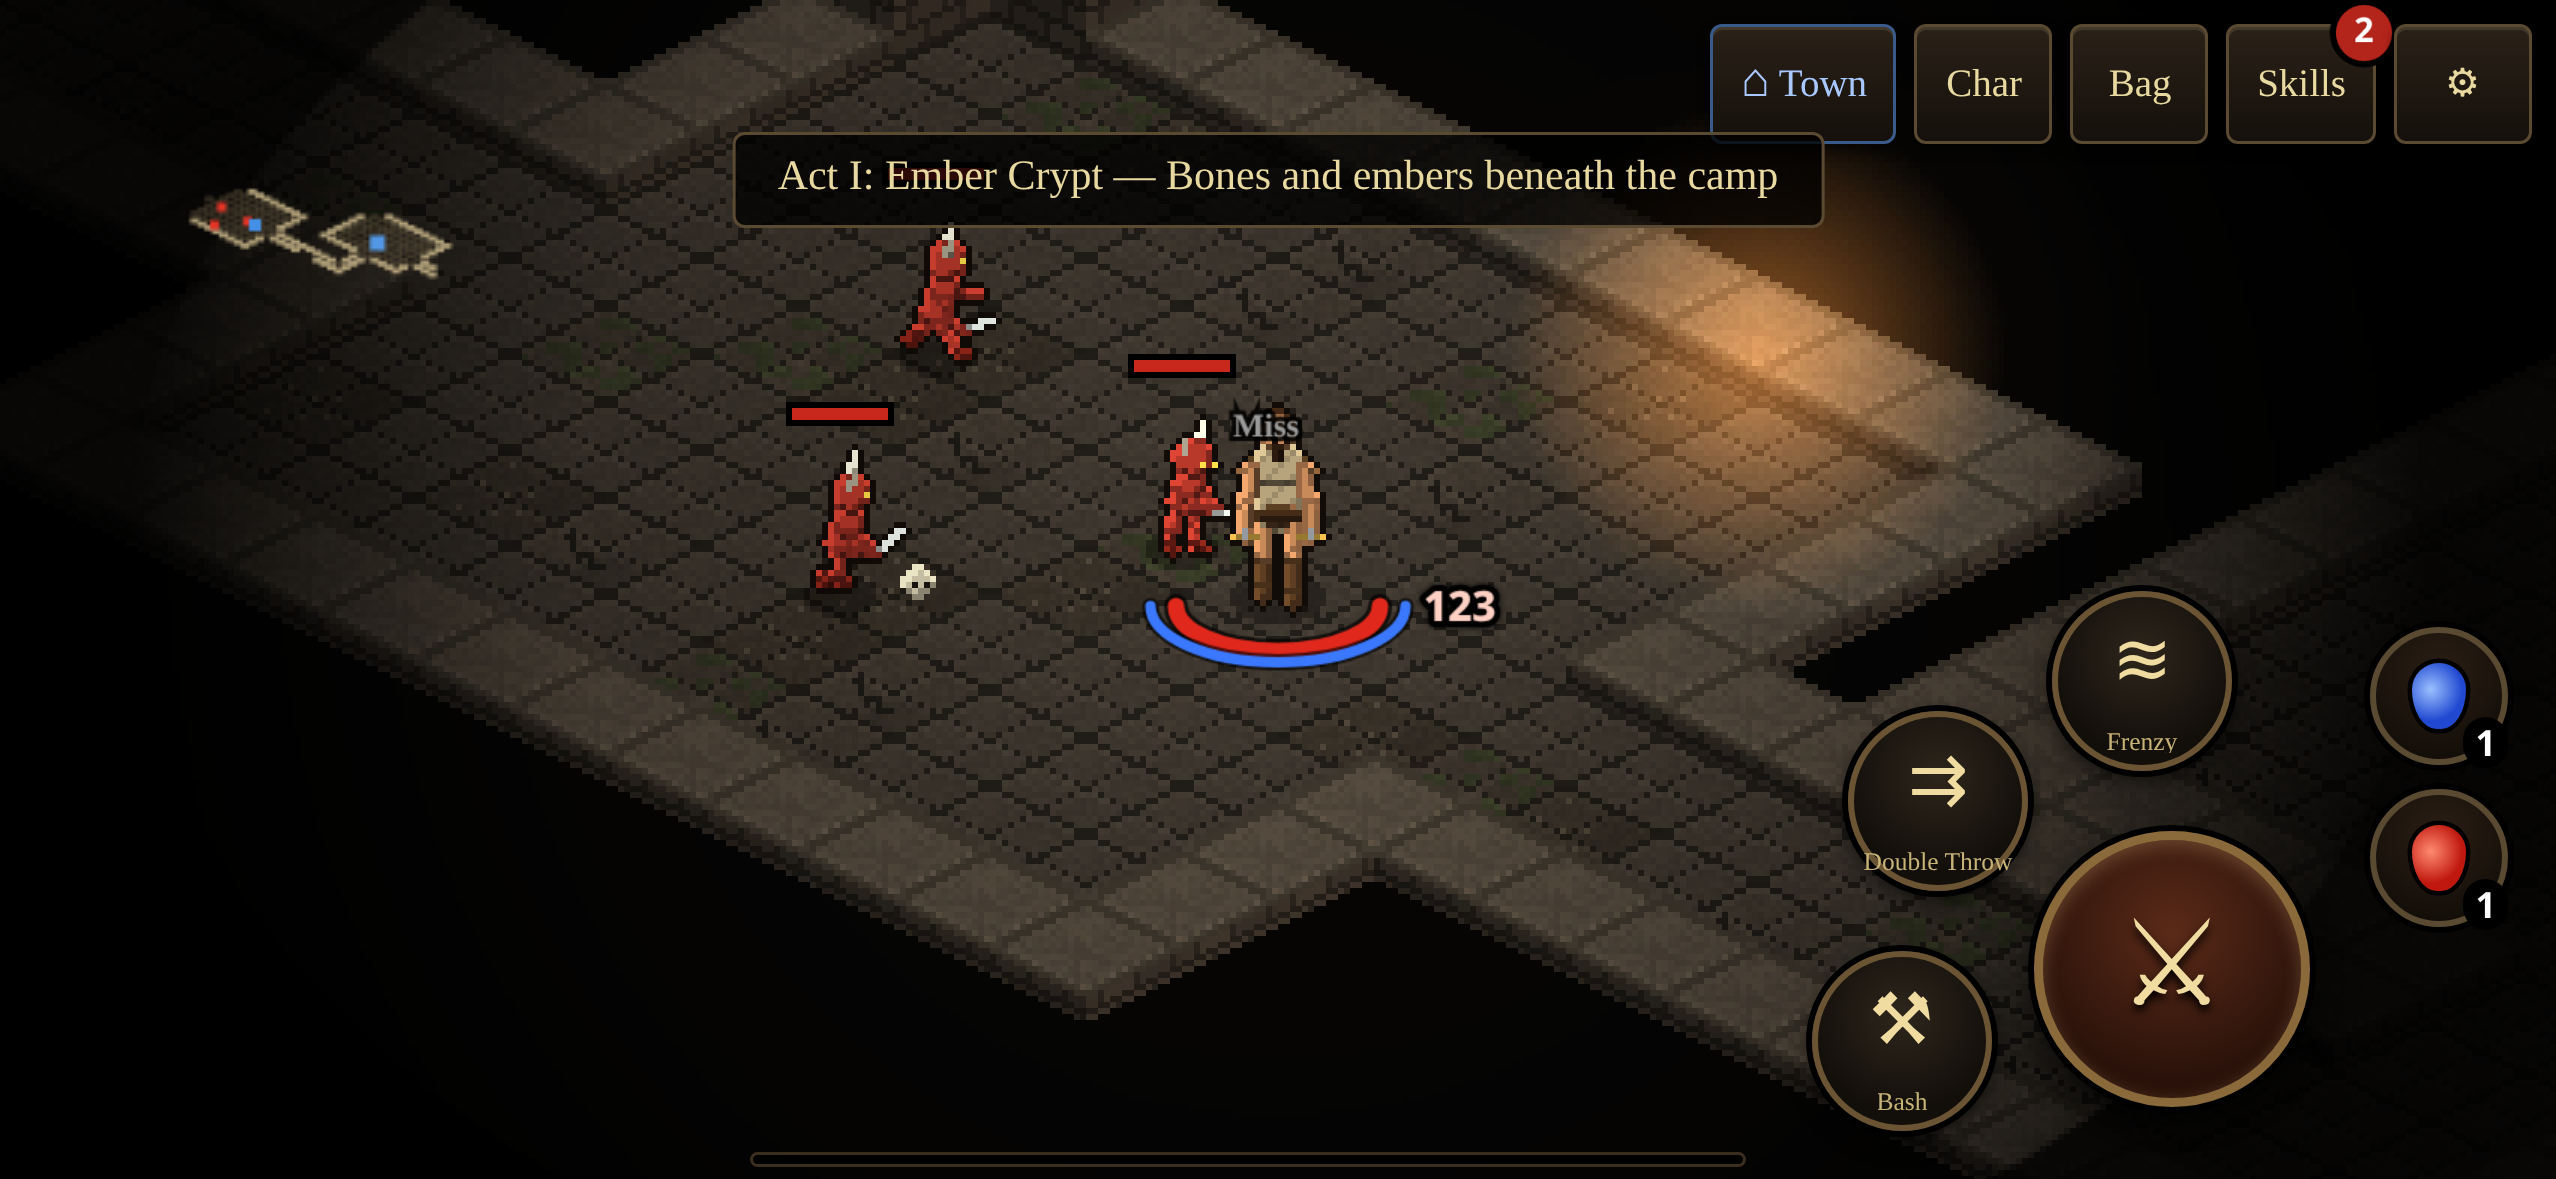 2
Town
Char
Bag
Skills
Act I: Ember Crypt — Bones and embers beneath the camp
Miss
123
Frenzy
1
Double Throw
1
Bash